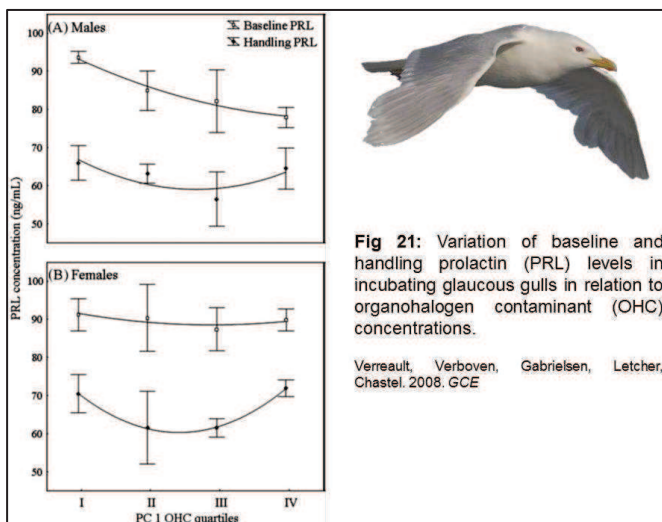 (A) Males
Baseline PRL
Handling PRL
100
90
80
70
60
50
(B) Females
100
90
80
70
60
50
PRL concentration (ng/mL)
I II III IV
PC 1 OHC quartiles
Fig 21: Variation of baseline and
handling prolactin (PRL) levels in
incubating glaucous gulls in relation to
organohalogen contaminant (OHC)
concentrations.
Verreault, Verboven, Gabrielsen, Letcher,
Chastel. 2008. GCE